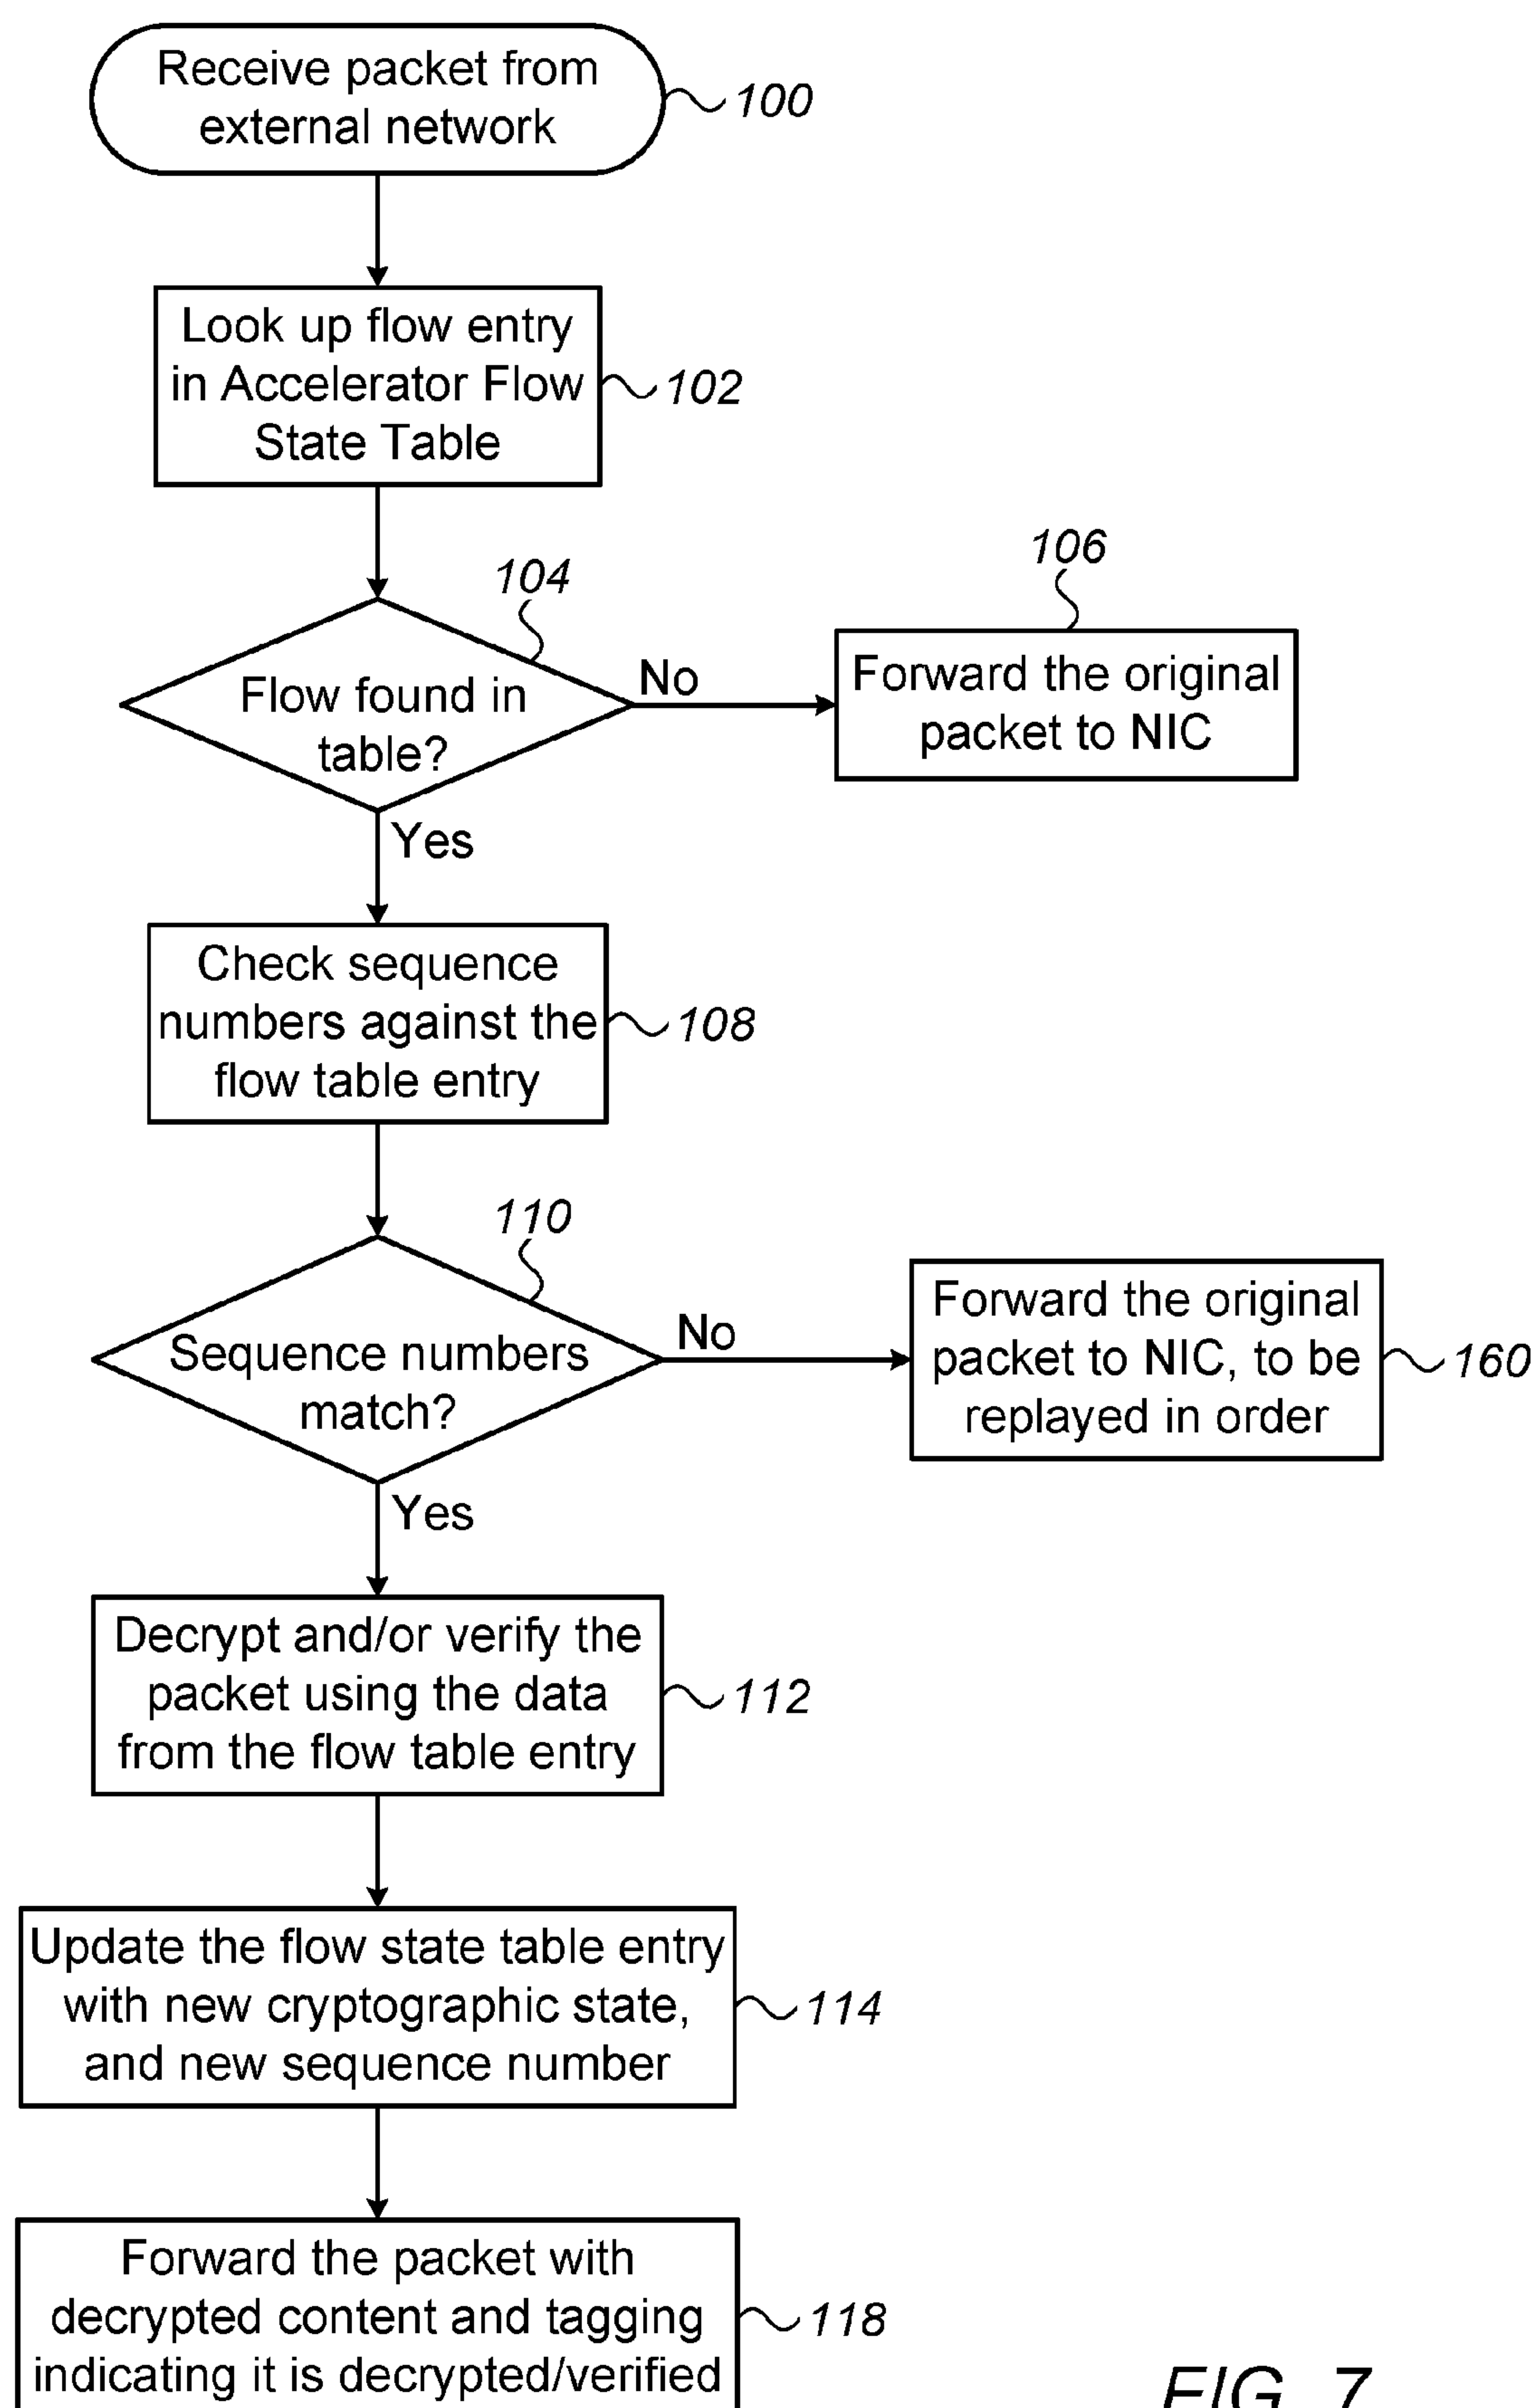 Receive packet from
external network
100
Look up flow entry
in Accelerator Flow
State Table
102
104
Flow found in
table?
No
106
Forward the original
packet to NIC
Yes
Check sequence
numbers against the
flow table entry
108
110
Sequence numbers
match?
No
Forward the original
packet to NIC, to be
replayed in order
160
Yes
Decrypt and/or verify the
packet using the data
from the flow table entry
112
Update the flow state table entry
with new cryptographic state,
and new sequence number
114
Forward the packet with
decrypted content and tagging
indicating it is decrypted/verified
118
FIG. 7